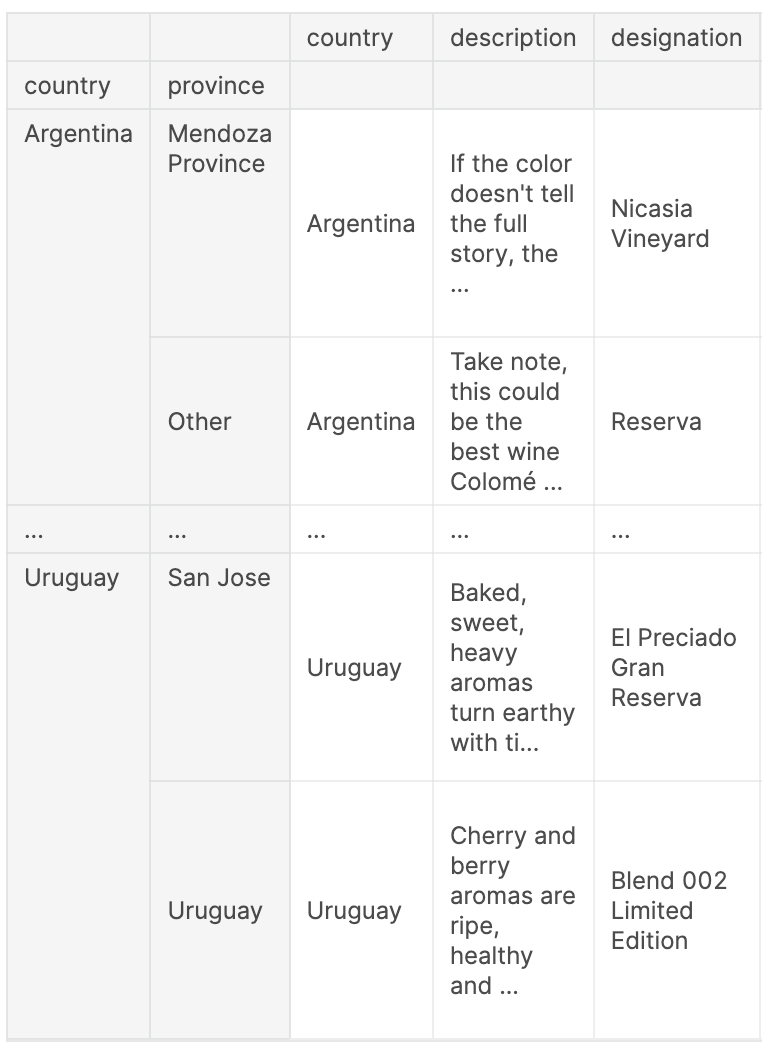 country description designation
country province
Argentina Mendoza
Province
Argentina
If the color
doesn't tell
the full
story, the
...
Nicasia
Vineyard
Other
Argentina
Take note,
this could
be the
best wine
Colomé ...
Reserva
... ... ... ... ...
Uruguay San Jose
Uruguay
Baked,
sweet,
heavy
aromas
turn earthy
with ti...
El Preciado
Gran
Reserva
Uruguay
Uruguay
Cherry and
berry
aromas are
ripe,
healthy
and ...
Blend 002
Limited
Edition